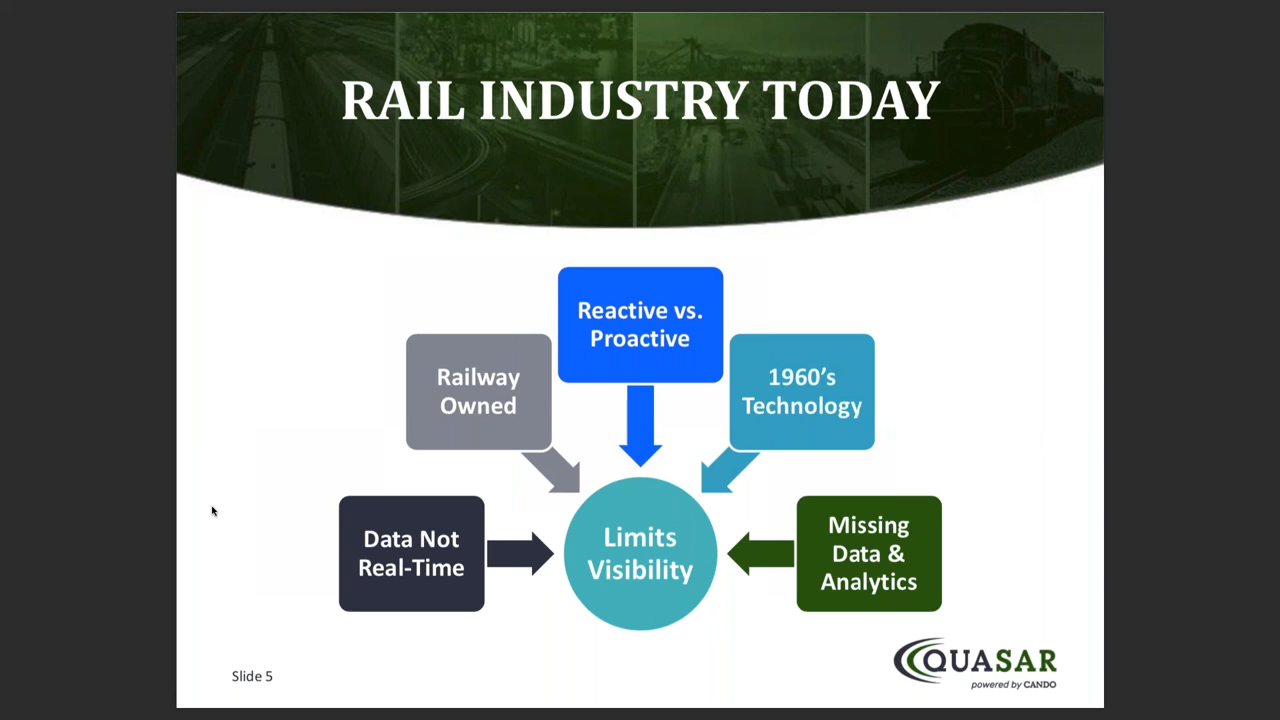 RAIL INDUSTRY TODAY
Reactive vs.
Proactive
Railway
Owned
1960’s
Technology
Data Not
Real-Time
Limits
Visibility
Missing
Data &
Analytics
Slide 5
QUASAR
powered by CANDO